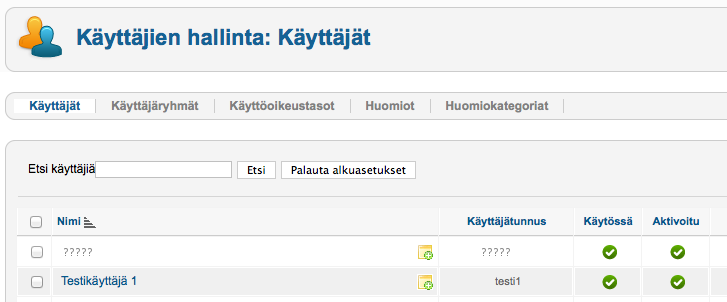 Käyttäjien hallinta: Käyttäjät
Käyttäjät Käyttäjäryhmät Käyttöoikeustasot Huomiot Huomiokategoriat
Etsi käyttäjiä Etsi Palauta alkuasetukset
Nimi Käyttäjätunnus Käytössä Aktivoitu
????? ?????
Testikäyttäjä 1 testi1